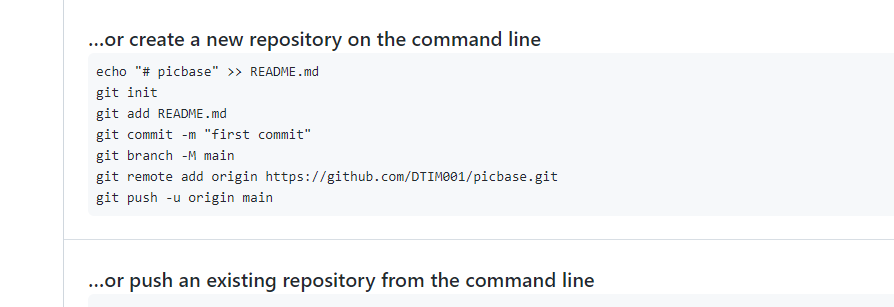 ...or create a new repository on the command line
echo "# picbase" >> README.md
git init
git add README.md
git commit -m "first commit"
git branch -M main
git remote add origin https://github.com/DTIM001/picbase.git
git push -u origin main
...or push an existing repository from the command line